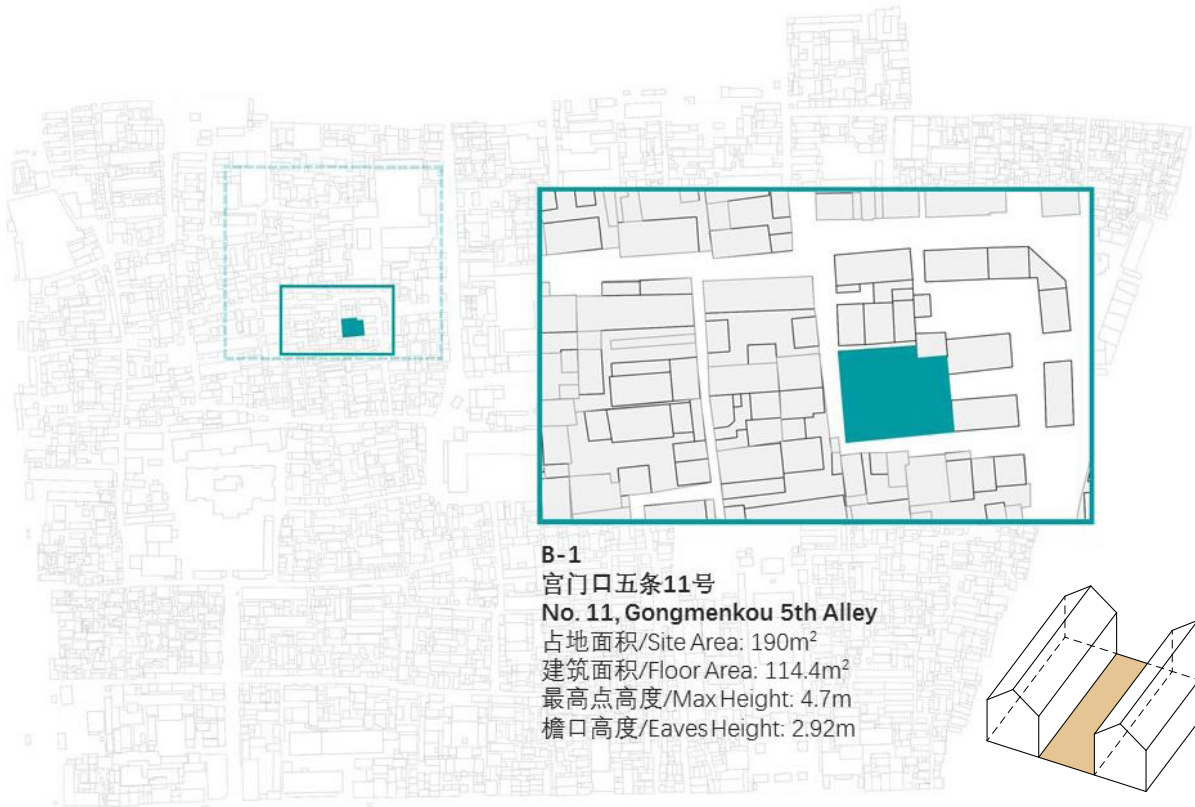 B-1
宫门口五条11号
No. 11, Gongmenkou 5th Alley
占地面积/Site Area: 190m²
建筑面积/Floor Area: 114.4m²
最高点高度/Max Height: 4.7m
檐口高度/Eaves Height: 2.92m